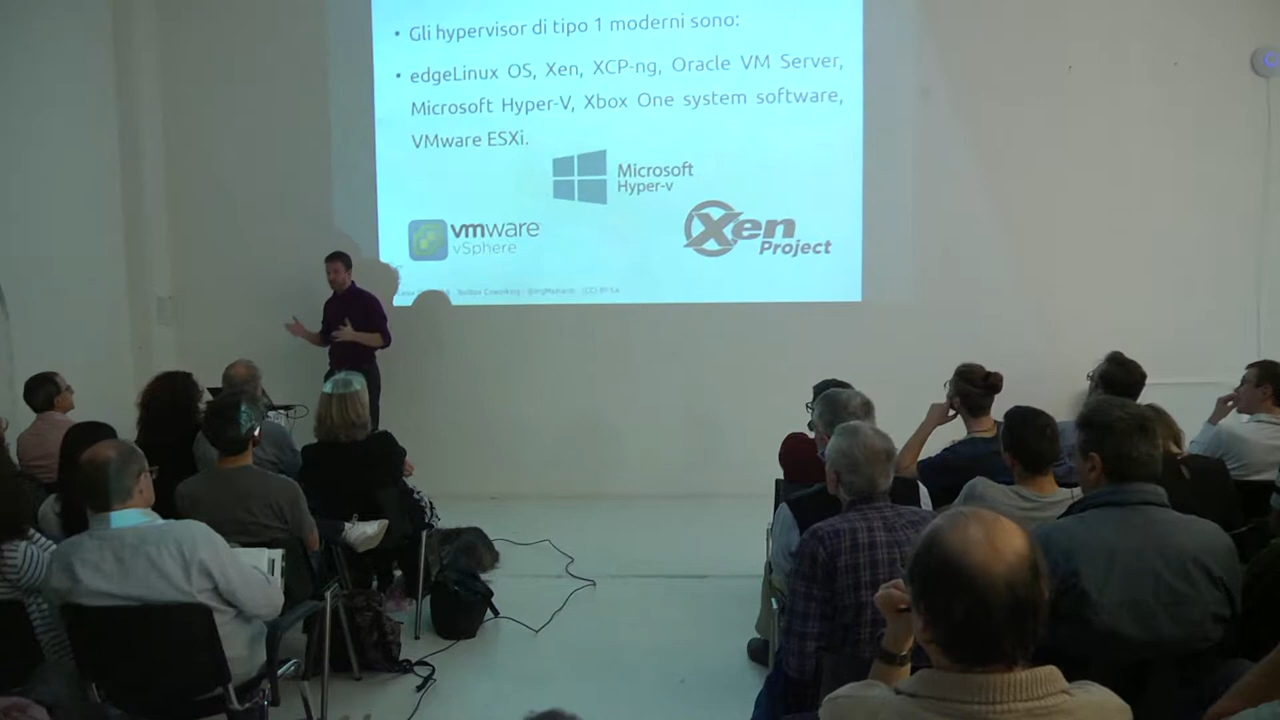 • Gli hypervisor di tipo 1 moderni sono:
• edgeLinux OS, Xen, XCP-ng, Oracle VM Server,
Microsoft Hyper-V, Xbox One system software,
VMware ESXi.
Microsoft
Hyper-v
vmware
vSphere
Xen
Project